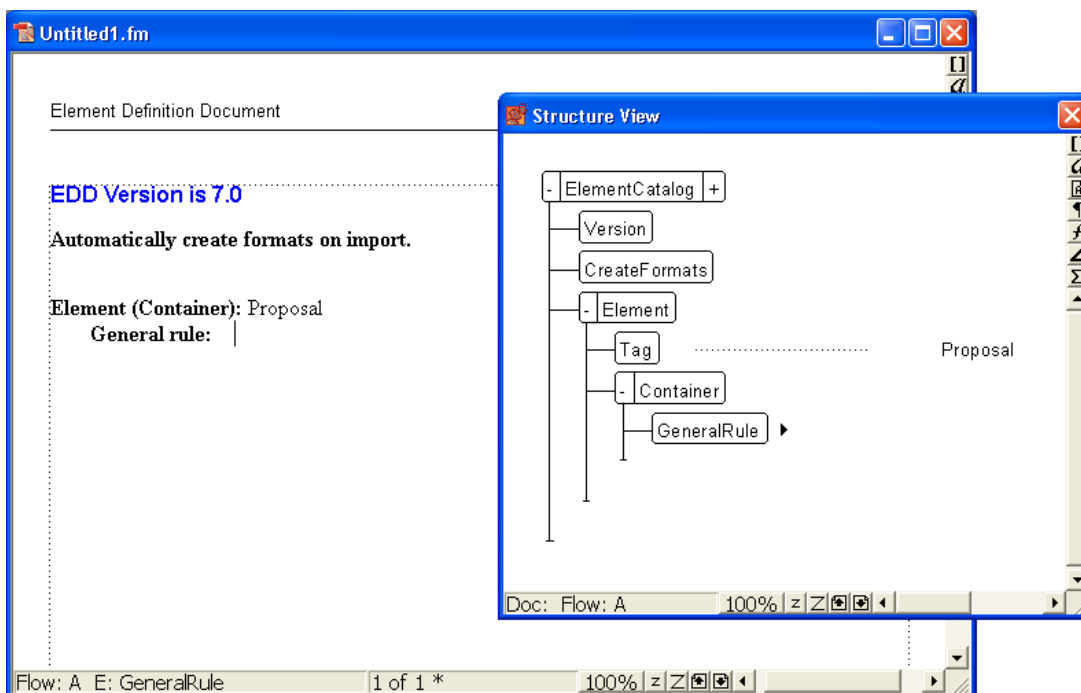 Untitled1.fm
Element Definition Document
EDD Version is 7.0
Automatically create formats on import.
Element (Container): Proposal
General rule:
Flow: A E: GeneralRule
1 of 1 *
100%
Structure View
ElementCatalog
Version
CreateFormats
Element
Tag
Proposal
Container
GeneralRule
Doc: Flow: A
100%